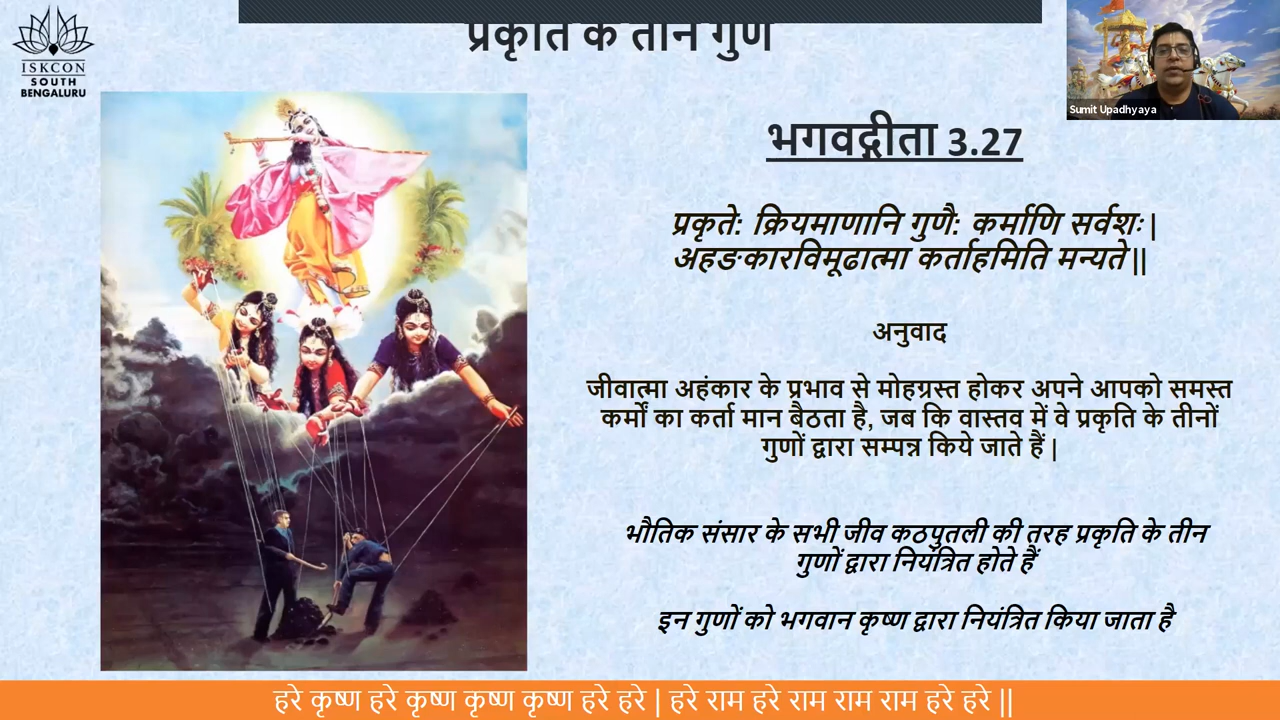 प्रकृति के तीन गुण
ISKCON
SOUTH
BENGALURU
Sumit Upadhyaya
भगवद्गीता 3.27
प्रकृते: क्रियमाणानि गुणै: कर्माणि सर्वशः |
अहङकारविमूढात्मा कर्ताहमिति मन्यते ||
अनुवाद
जीवात्मा अहंकार के प्रभाव से मोहग्रस्त होकर अपने आपको समस्त
कर्मों का कर्ता मान बैठता है, जब कि वास्तव में वे प्रकृति के तीनों
गुणों द्वारा सम्पन्न किये जाते हैं |
भौतिक संसार के सभी जीव कठपुतली की तरह प्रकृति के तीन
गुणों द्वारा नियंत्रित होते हैं
इन गुणों को भगवान कृष्ण द्वारा नियंत्रित किया जाता है
हरे कृष्ण हरे कृष्ण कृष्ण कृष्ण हरे हरे | हरे राम हरे राम राम राम हरे हरे ||